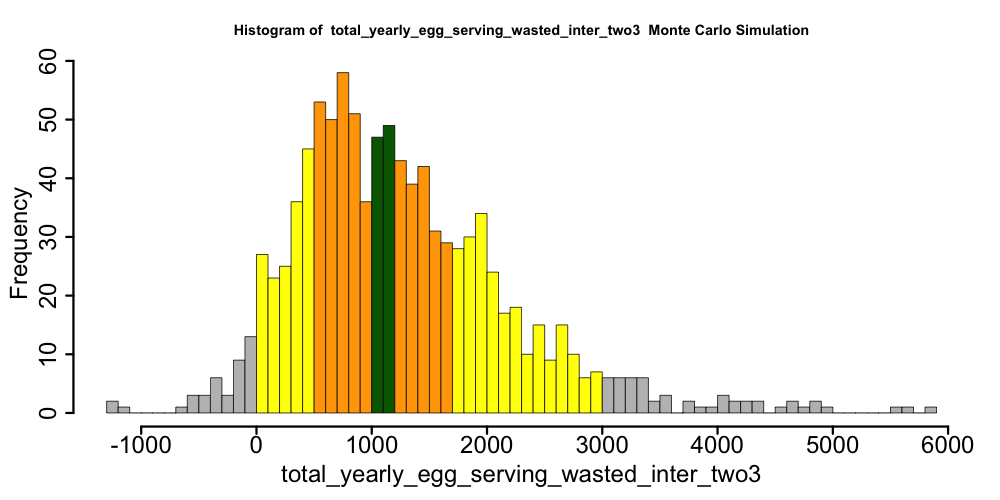 Histogram of  total_yearly_egg_serving_wasted_inter_two3  Monte Carlo Simulation
Frequency
60
50
40
30
20
10
0
-1000 0 1000 2000 3000 4000 5000 6000
total_yearly_egg_serving_wasted_inter_two3